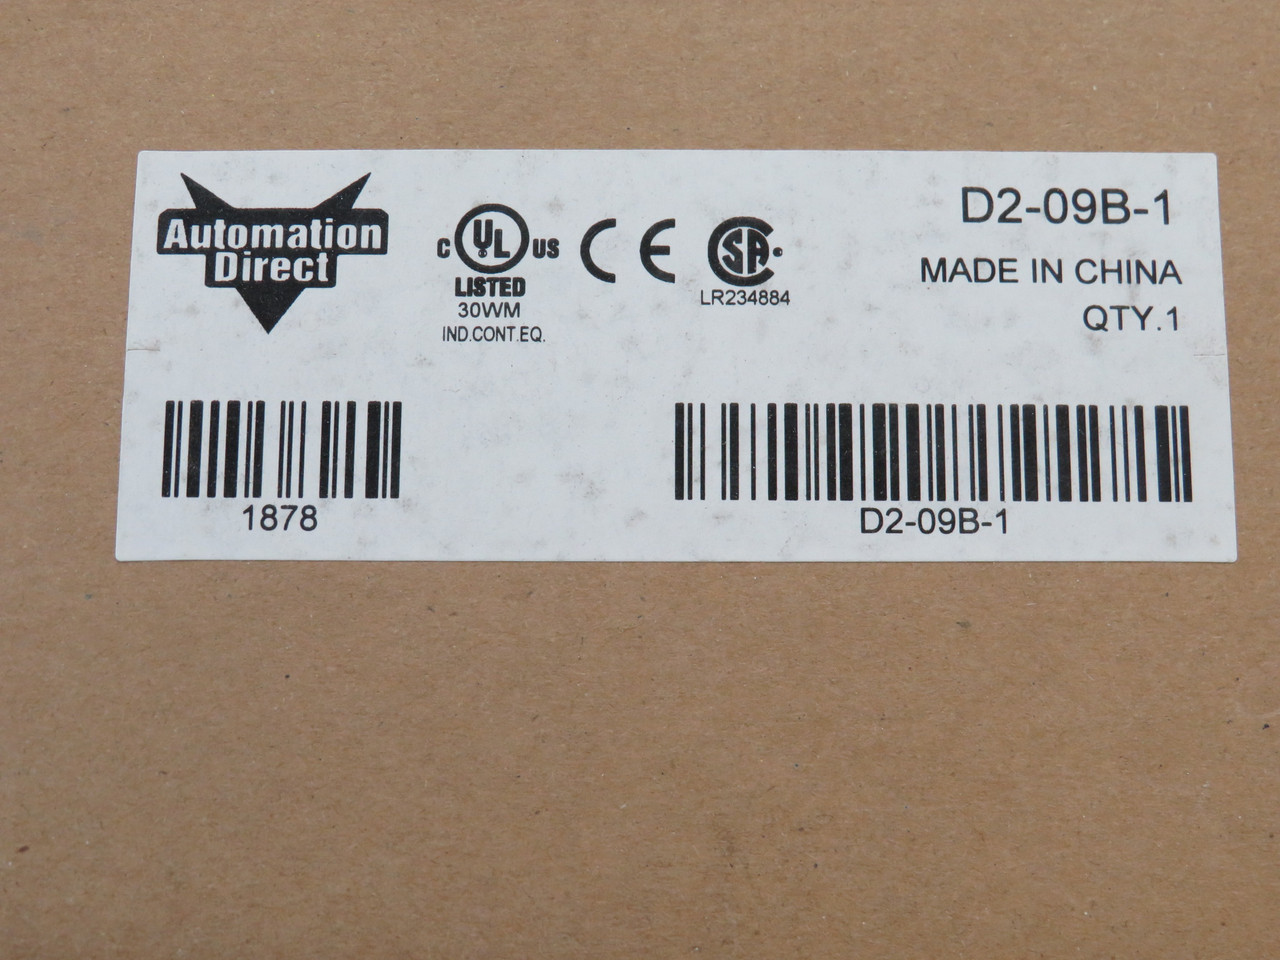 Automation
Direct
C UL US
LISTED
30WM
IND.CONT.EQ.
CE
SA
LR234884
D2-09B-1
MADE IN CHINA
QTY.1
1878
D2-09B-1